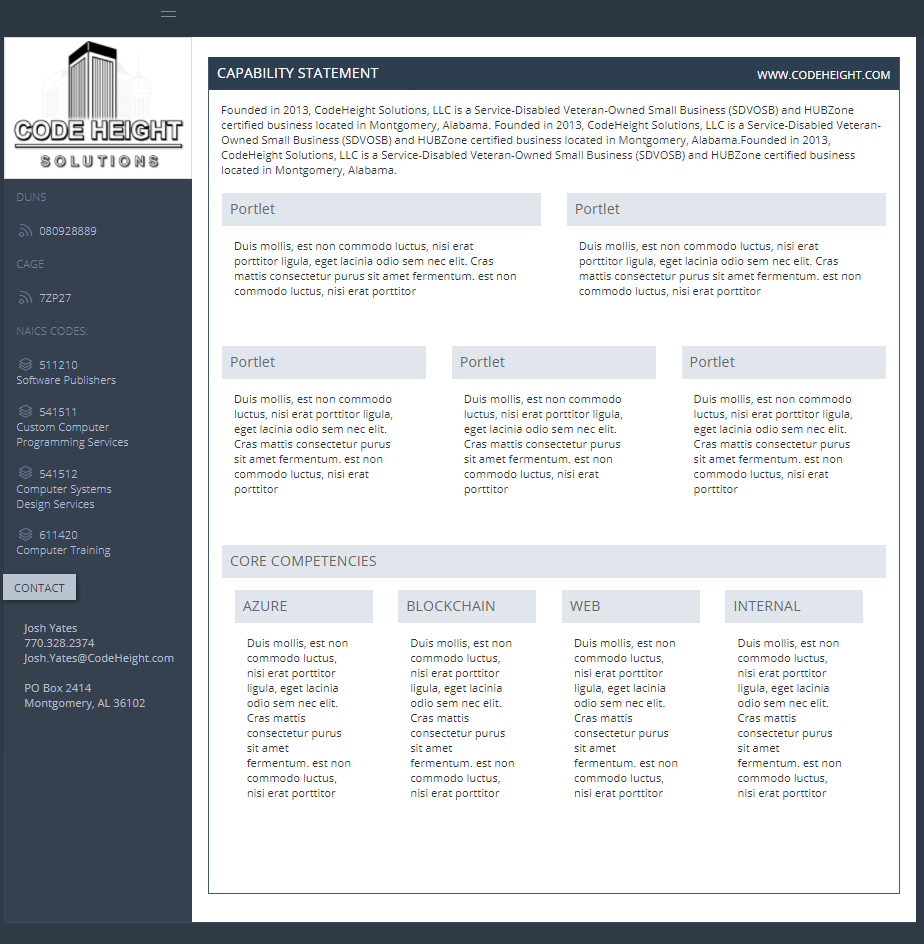 CODE HEIGHT
SOLUTIONS
DUNS
080928889
CAGE
7ZP27
NAICS CODES:
511210
Software Publishers
541511
Custom Computer
Programming Services
541512
Computer Systems
Design Services
611420
Computer Training
CONTACT
Josh Yates
770.328.2374
Josh.Yates@CodeHeight.com
PO Box 2414
Montgomery, AL 36102
CAPABILITY STATEMENT
WWW.CODEHEIGHT.COM
Founded in 2013, CodeHeight Solutions, LLC is a Service-Disabled Veteran-Owned Small Business (SDVOSB) and HUBZone
certified business located in Montgomery, Alabama. Founded in 2013, CodeHeight Solutions, LLC is a Service-Disabled Veteran-
Owned Small Business (SDVOSB) and HUBZone certified business located in Montgomery, Alabama.Founded in 2013,
CodeHeight Solutions, LLC is a Service-Disabled Veteran-Owned Small Business (SDVOSB) and HUBZone certified business
located in Montgomery, Alabama.
Portlet
Duis mollis, est non commodo luctus, nisi erat
porttitor ligula, eget lacinia odio sem nec elit. Cras
mattis consectetur purus sit amet fermentum. est non
commodo luctus, nisi erat porttitor
Portlet
Duis mollis, est non commodo luctus, nisi erat
porttitor ligula, eget lacinia odio sem nec elit. Cras
mattis consectetur purus sit amet fermentum. est non
commodo luctus, nisi erat porttitor
Portlet
Duis mollis, est non commodo
luctus, nisi erat porttitor ligula,
eget lacinia odio sem nec elit.
Cras mattis consectetur purus
sit amet fermentum. est non
commodo luctus, nisi erat
porttitor
Portlet
Duis mollis, est non commodo
luctus, nisi erat porttitor ligula,
eget lacinia odio sem nec elit.
Cras mattis consectetur purus
sit amet fermentum. est non
commodo luctus, nisi erat
porttitor
Portlet
Duis mollis, est non commodo
luctus, nisi erat porttitor ligula,
eget lacinia odio sem nec elit.
Cras mattis consectetur purus
sit amet fermentum. est non
commodo luctus, nisi erat
porttitor
CORE COMPETENCIES
AZURE
Duis mollis, est non
commodo luctus,
nisi erat porttitor
ligula, eget lacinia
odio sem nec elit.
Cras mattis
consectetur purus
sit amet
fermentum. est non
commodo luctus,
nisi erat porttitor
BLOCKCHAIN
Duis mollis, est non
commodo luctus,
nisi erat porttitor
ligula, eget lacinia
odio sem nec elit.
Cras mattis
consectetur purus
sit amet
fermentum. est non
commodo luctus,
nisi erat porttitor
WEB
Duis mollis, est non
commodo luctus,
nisi erat porttitor
ligula, eget lacinia
odio sem nec elit.
Cras mattis
consectetur purus
sit amet
fermentum. est non
commodo luctus,
nisi erat porttitor
INTERNAL
Duis mollis, est non
commodo luctus,
nisi erat porttitor
ligula, eget lacinia
odio sem nec elit.
Cras mattis
consectetur purus
sit amet
fermentum. est non
commodo luctus,
nisi erat porttitor